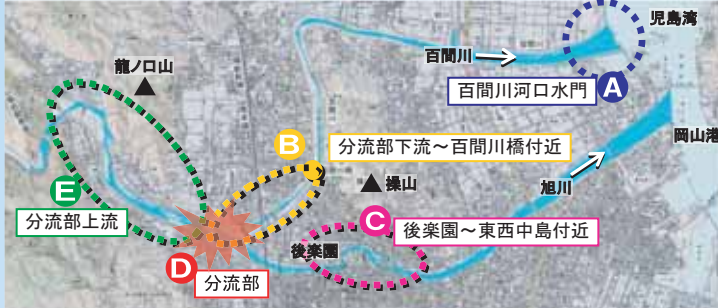 児島湾
百間川
龍ノ口山
百間川河口水門
A
岡山港
B
分流部下流～百間川橋付近
操山
旭川
E
分流部上流
C
後楽園～東西中島付近
後楽園
D
分流部